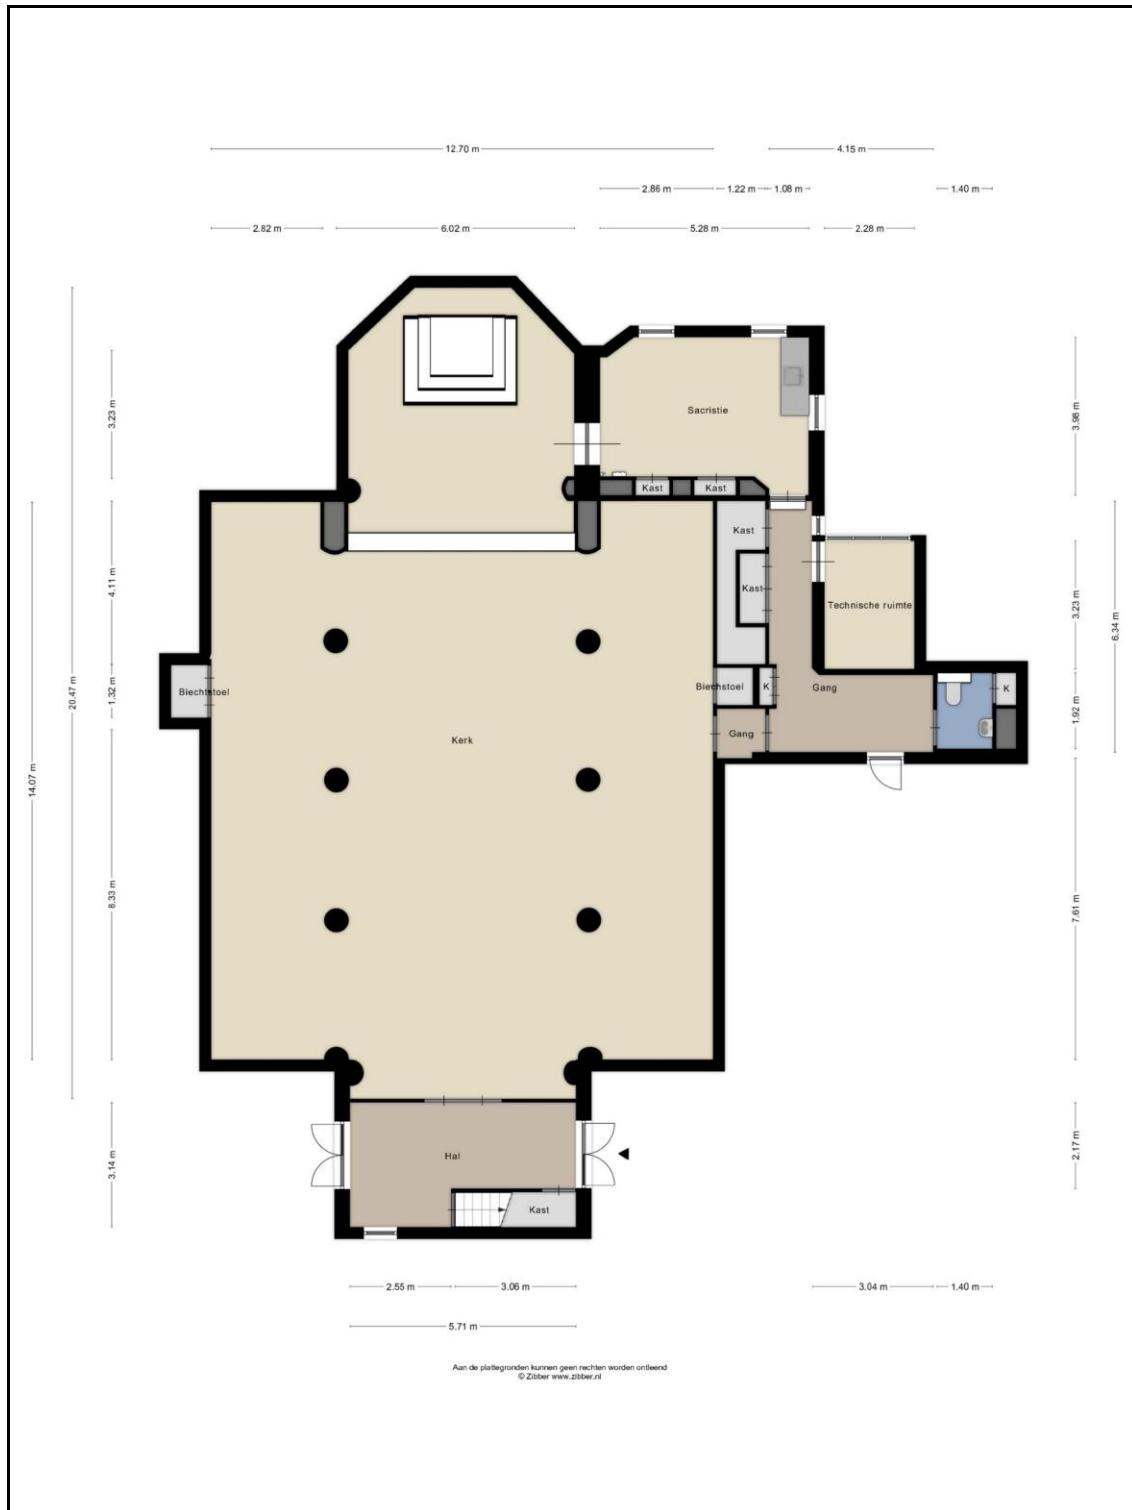 12.70 m
4.15 m
2.86 m
1.22 m
1.08 m
1.40 m
2.82 m
6.02 m
5.28 m
2.28 m
3.23 m
3.98 m
Sacristie
Kast
Kast
Kast
4.11 m
Kast
Technische ruimte
3.23 m
6.34 m
20.47 m
1.32 m
Biechtstoel
Biechstoel
K
Gang
K
1.92 m
Kerk
Gang
14.07 m
8.33 m
7.61 m
3.14 m
Hal
2.17 m
Kast
2.55 m
3.06 m
3.04 m
1.40 m
5.71 m
Aan de plattegronden kunnen geen rechten worden ontleend
© Zibber www.zibber.nl